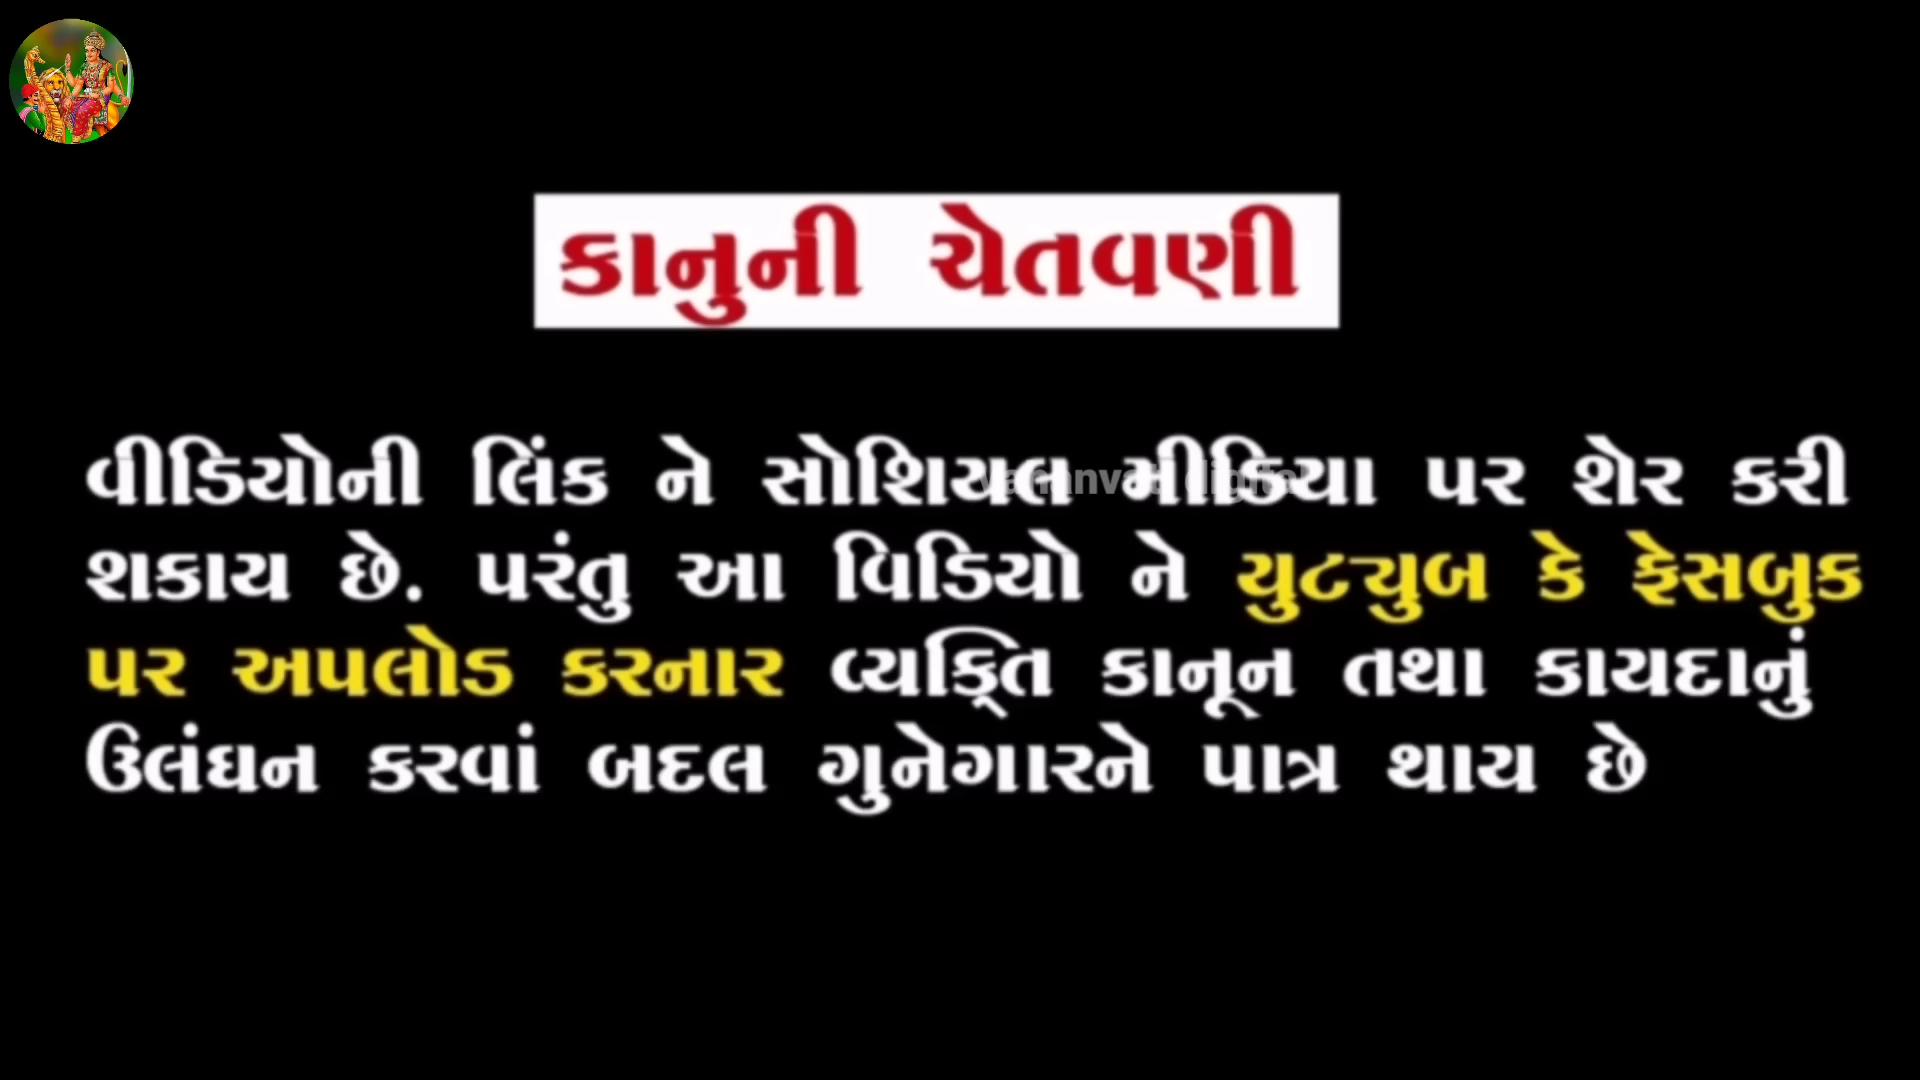 કાનુની ચેતવણી
વીડિયોની લિંક ને સોશિયલ મીડિયા પર શેર કરી
શકાય છે. પરંતુ આ વિડિયો ને યુટ્યુબ કે ફેસબુક
પર અપલોડ કરનાર વ્યક્તિ કાનૂન તથા કાયદાનું
ઉલંઘન કરવાં બદલ ગુનેગારને પાત્ર થાય છે